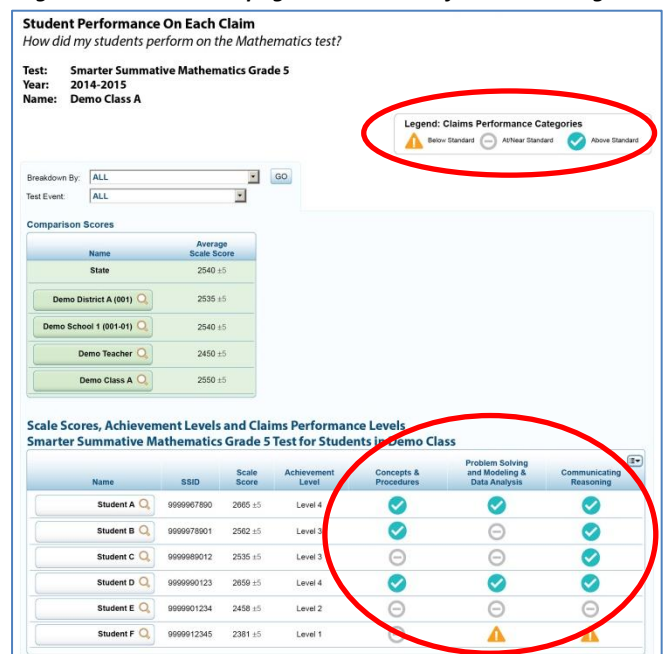 Student Performance On Each Claim
How did my students perform on the Mathematics test?
Test: Smarter Summative Mathematics Grade 5
Year: 2014-2015
Name: Demo Class A
Legend: Claims Performance Categories
Below Standard At/Near Standard Above Standard
Breakdown By: ALL GO
Test Event: ALL
Comparison Scores
Name Average Scale Score
State 2540 ±5
Demo District A (001) 2535 ±5
Demo School 1 (001-01) 2540 ±5
Demo Teacher 2450 ±5
Demo Class A 2550 ±5
Scale Scores, Achievement Levels and Claims Performance Levels
Smarter Summative Mathematics Grade 5 Test for Students in Demo Class
Name SSID Scale Score Achievement Level Concepts & Procedures Problem Solving and Modeling & Data Analysis Communicating Reasoning
Student A 9999967890 2665 ±5 Level 4
Student B 9999978901 2562 ±5 Level 3
Student C 9999989012 2535 ±5 Level 3
Student D 9999990123 2659 ±5 Level 4
Student E 9999901234 2458 ±5 Level 2
Student F 9999912345 2381 ±5 Level 1